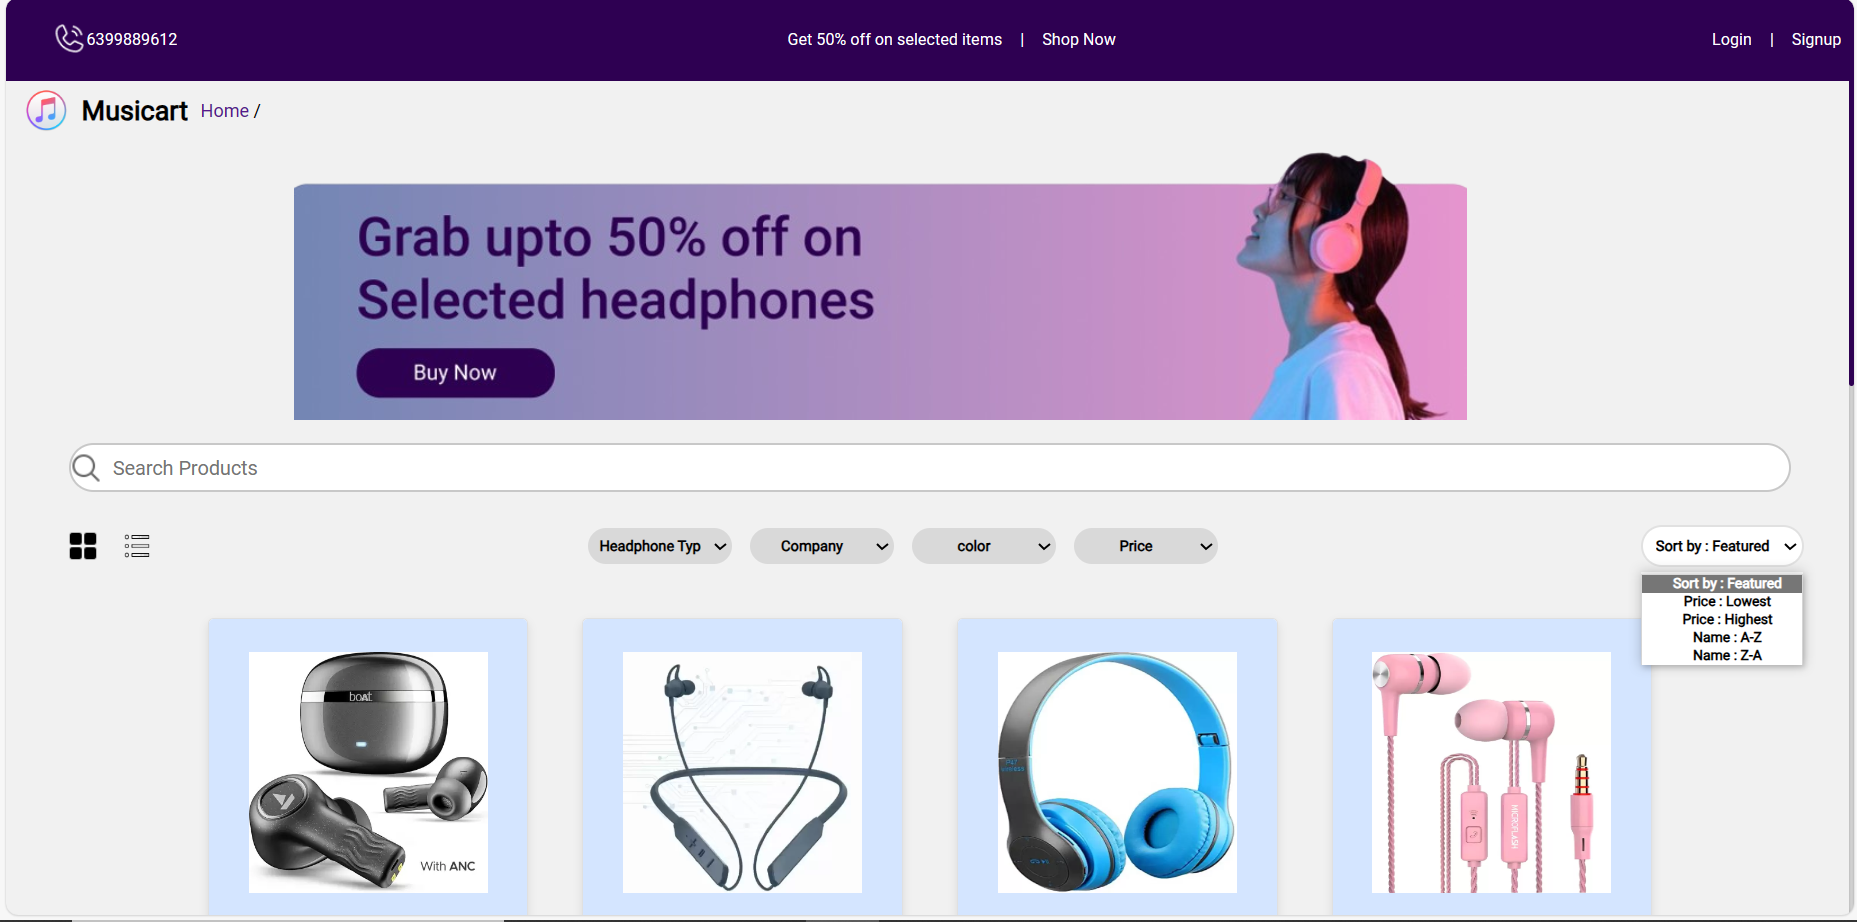 6399889612
Get 50% off on selected items | Shop Now
Login | Signup
Musicart Home /
Grab upto 50% off on
Selected headphones
Buy Now
Search Products
Headphone Typ
Company
color
Price
Sort by : Featured
Sort by : Featured
Price : Lowest
Price : Highest
Name : A-Z
Name : Z-A
boAt
With ANC
P47
MICROFLASH